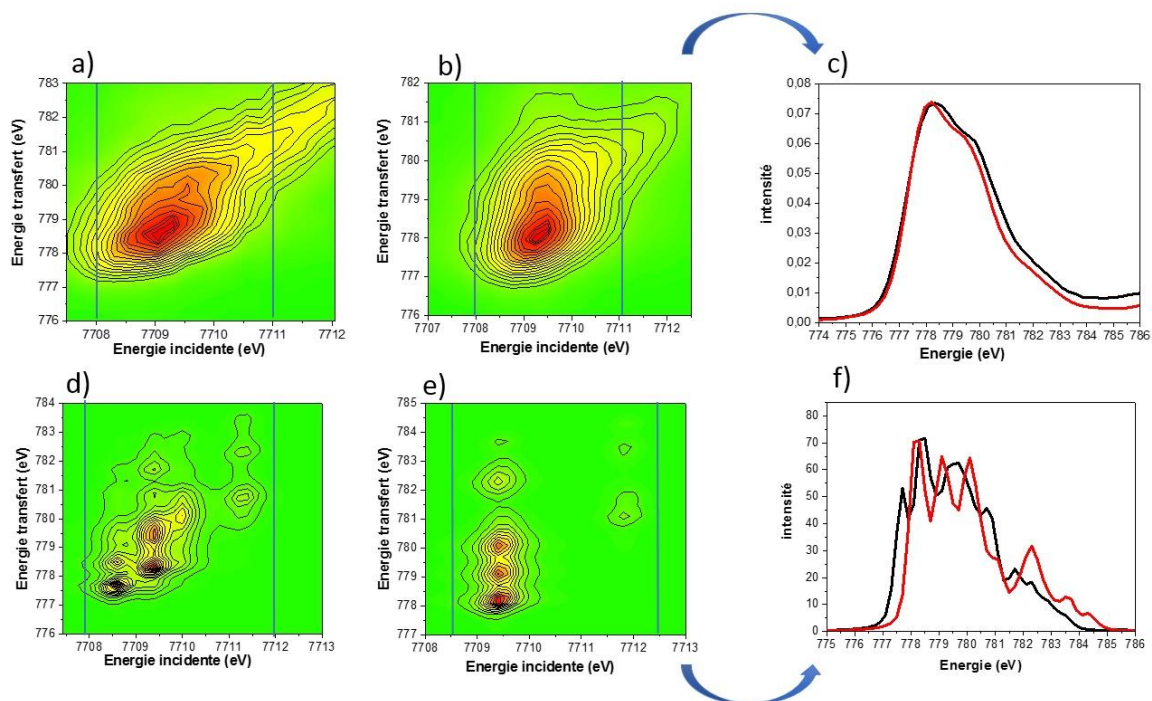 a)
783
782
781
780
779
778
777
776
Energie transfert (eV)
7708 7709 7710 7711 7712
Energie incidente (eV)
b)
782
781
780
779
778
777
776
Energie transfert (eV)
7707 7708 7709 7710 7711 7712
Energie incidente (eV)
c)
0,08
0,07
0,06
0,05
0,04
0,03
0,02
0,01
0,00
intensité
774 775 776 777 778 779 780 781 782 783 784 785 786
Energie (eV)
d)
784
783
782
781
780
779
778
777
776
Energie transfert (eV)
7708 7709 7710 7711 7712 7713
Energie incidente (eV)
e)
785
784
783
782
781
780
779
778
777
Energie transfert (eV)
7708 7709 7710 7711 7712 7713
Energie incidente (eV)
f)
80
70
60
50
40
30
20
10
0
intensité
775 776 777 778 779 780 781 782 783 784 785 786
Energie (eV)